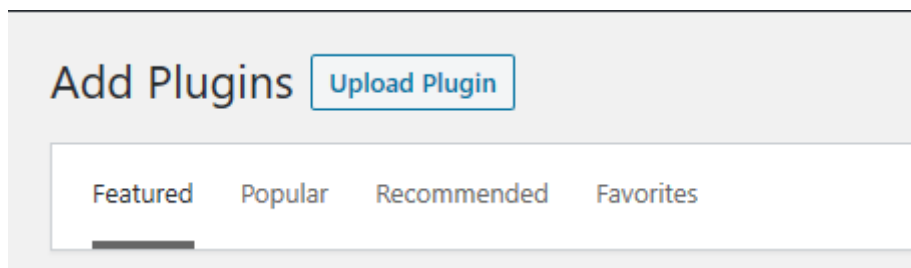 Add Plugins Upload Plugin
Featured Popular Recommended Favorites